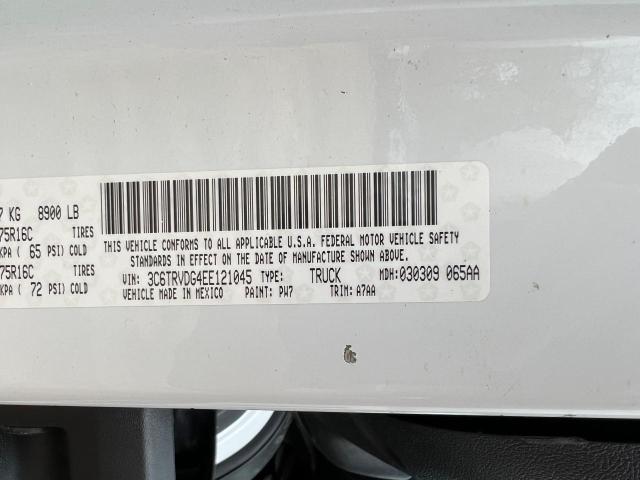 7 KG 8900 LB
75R16C TIRES
KPA ( 65 PSI) COLD
75R16C TIRES
KPA ( 72 PSI) COLD
THIS VEHICLE CONFORMS TO ALL APPLICABLE U.S.A. FEDERAL MOTOR VEHICLE SAFETY
STANDARDS IN EFFECT ON THE DATE OF MANUFACTURE SHOWN ABOVE.
VIN: 3C6TRVDG4EE121045 TYPE: TRUCK MDH: 030309 065AA
VEHICLE MADE IN MEXICO PAINT: PW7 TRIM: A7AA